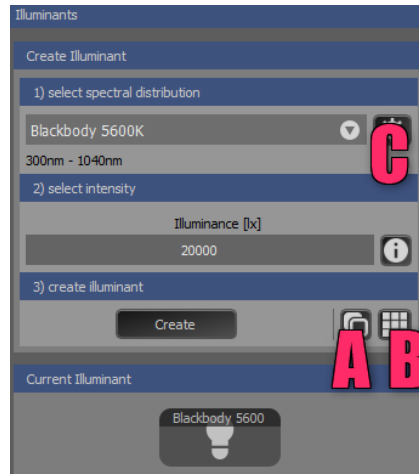 Illuminants
Create Illuminant
1) select spectral distribution
Blackbody 5600K
C
300nm - 1040nm
2) select intensity
Illuminance [lx]
20000
3) create illuminant
Create
A B
Current Illuminant
Blackbody 5600